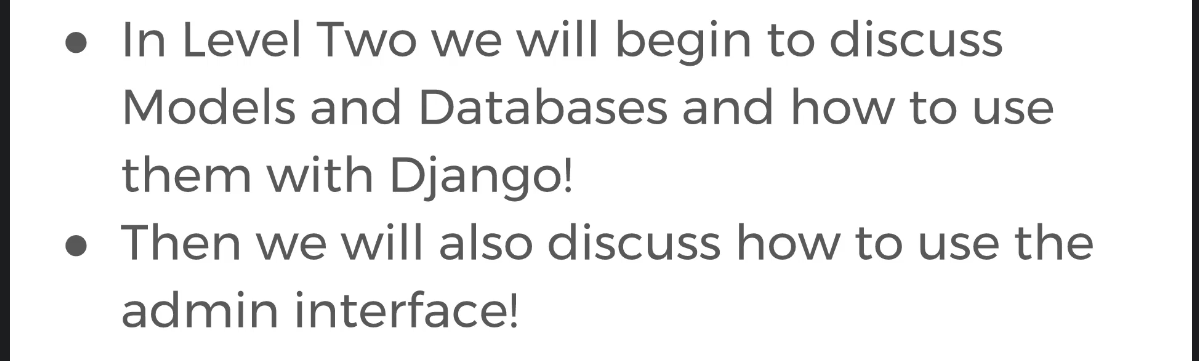 ● In Level Two we will begin to discuss
Models and Databases and how to use
them with Django!
● Then we will also discuss how to use the
admin interface!